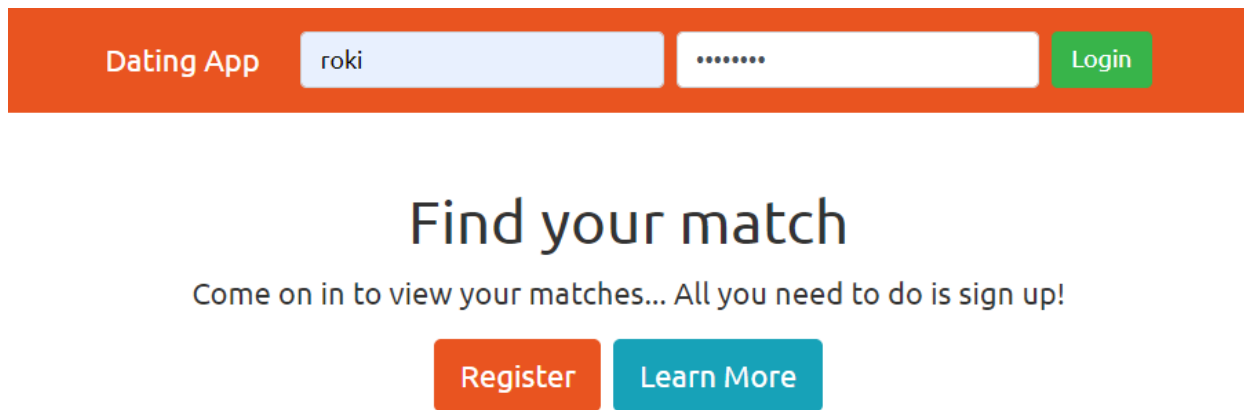 Dating App roki •••••••• Login
Find your match
Come on in to view your matches... All you need to do is sign up!
Register Learn More